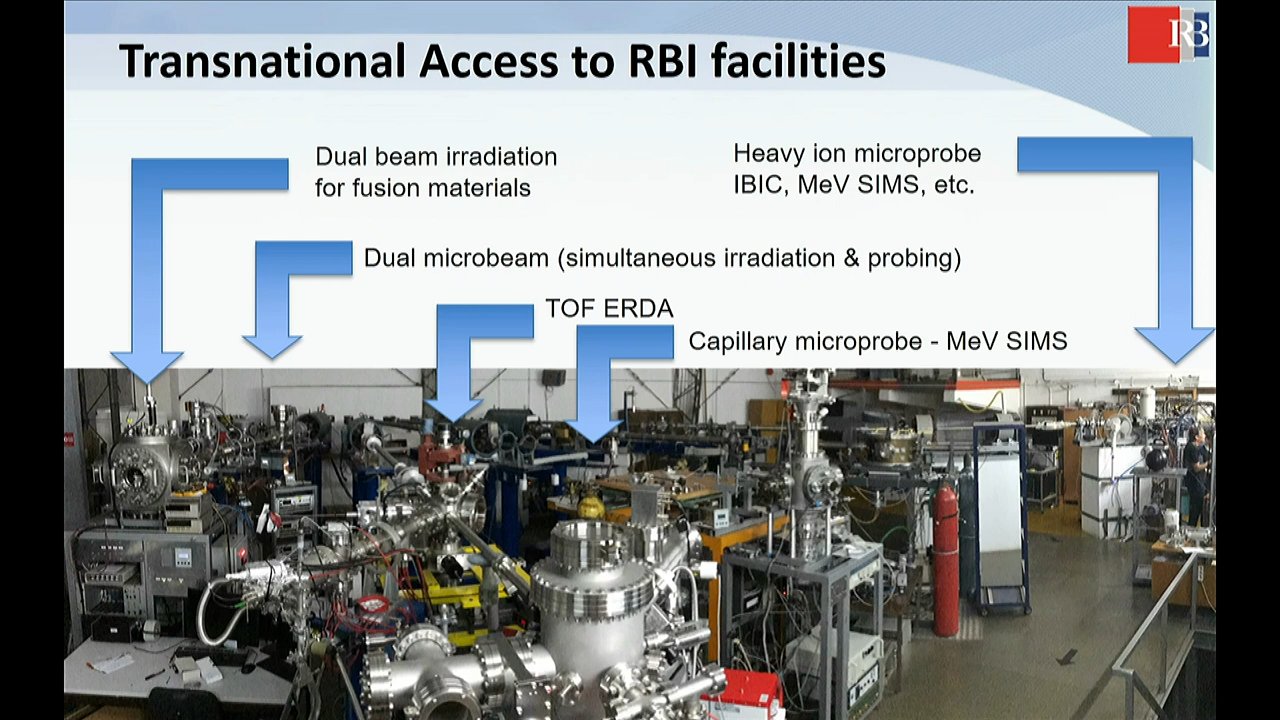 Transnational Access to RBI facilities
RB
Dual beam irradiation
for fusion materials
Heavy ion microprobe
IBIC, MeV SIMS, etc.
Dual microbeam (simultaneous irradiation & probing)
TOF ERDA
Capillary microprobe - MeV SIMS